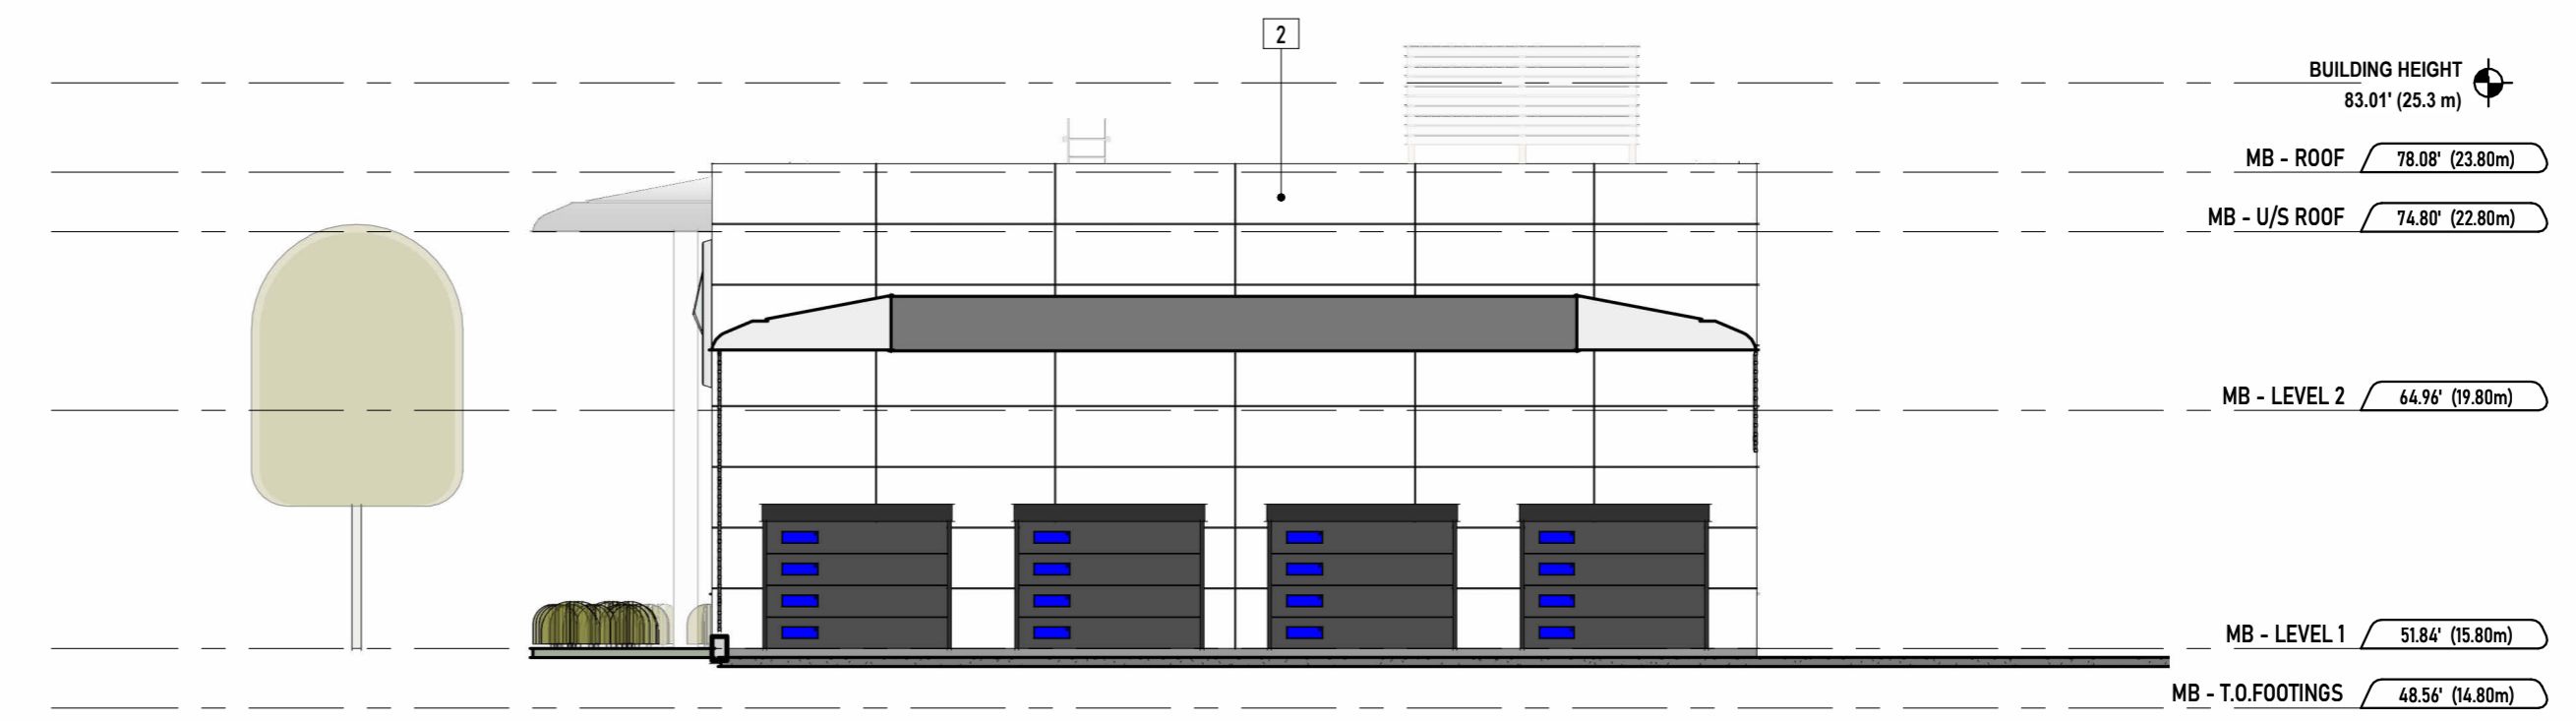 2
BUILDING HEIGHT
83.01' (25.3 m)
MB - ROOF 78.08' (23.80m)
MB - U/S ROOF 74.80' (22.80m)
MB - LEVEL 2 64.96' (19.80m)
MB - LEVEL 1 51.84' (15.80m)
MB - T.O.FOOTINGS 48.56' (14.80m)